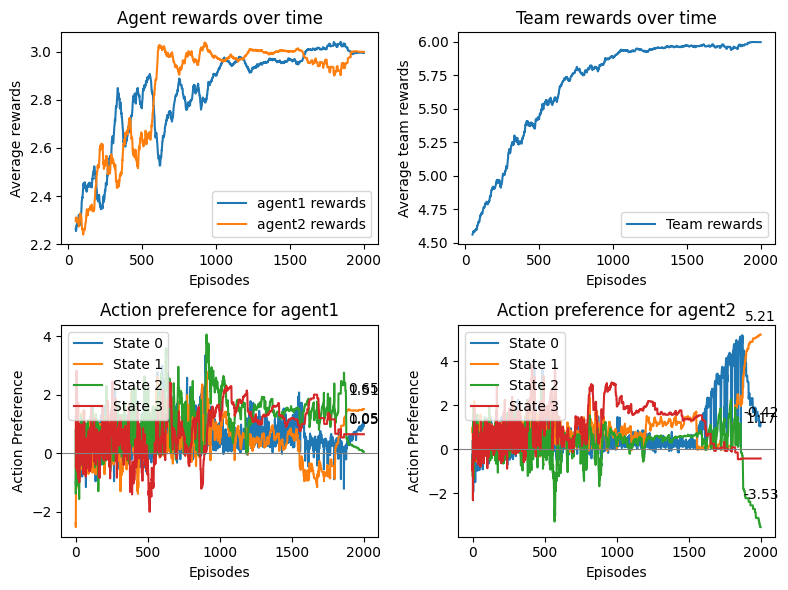 Agent rewards over time
3.0
2.8
2.6
2.4
2.2
Average rewards
agent1 rewards
agent2 rewards
0
500
1000
1500
2000
Episodes
Team rewards over time
6.00
5.75
5.50
5.25
5.00
4.75
4.50
Average team rewards
Team rewards
0
500
1000
1500
2000
Episodes
Action preference for agent1
4
2
0
−2
Action Preference
State 0
State 1
State 2
State 3
1.51
0.05
0
500
1000
1500
2000
Episodes
Action preference for agent2
5.21
4
2
0
−2
Action Preference
State 0
State 1
State 2
State 3
-0.42
-3.53
0
500
1000
1500
2000
Episodes